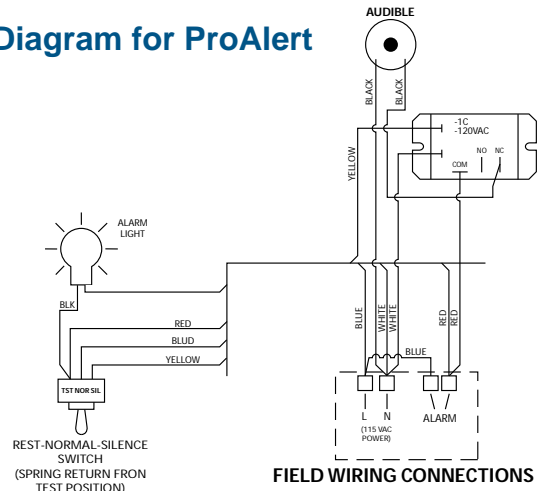 Diagram for ProAlert
AUDIBLE
BLACK
BLACK
-1C
-120VAC
NO
NC
COM
YELLOW
ALARM
LIGHT
BLK
RED
BLUD
YELLOW
TST NOR SIL
REST-NORMAL-SILENCE
SWITCH
(SPRING RETURN FRON
TEST POSITION)
BLUE
WHITE
WHITE
RED
RED
BLUE
L
N
ALARM
(115 VAC
POWER)
FIELD WIRING CONNECTIONS